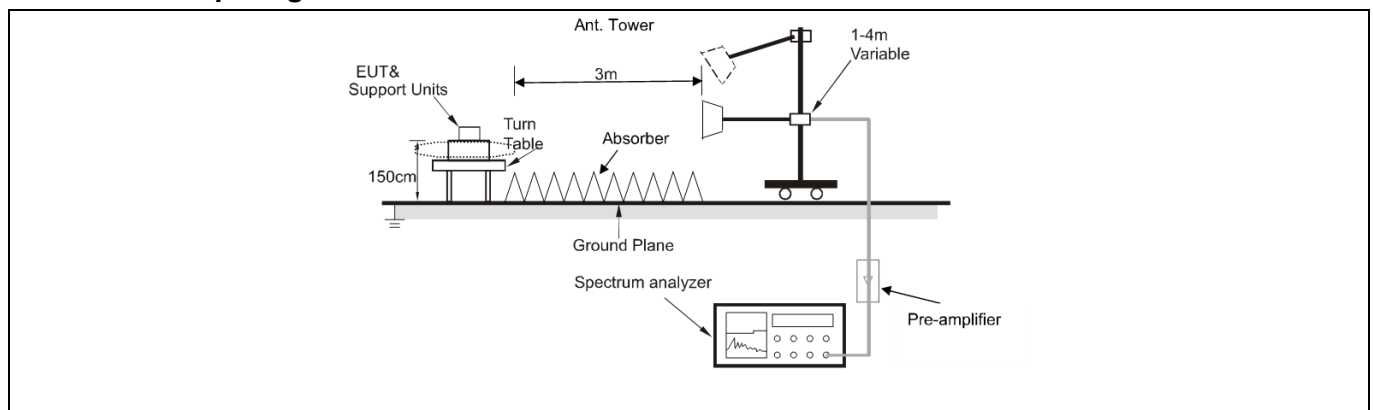 Ant. Tower
1-4m
Variable
EUT&
Support Units
3m
Turn
Table
Absorber
150cm
Ground Plane
Spectrum analyzer
Pre-amplifier